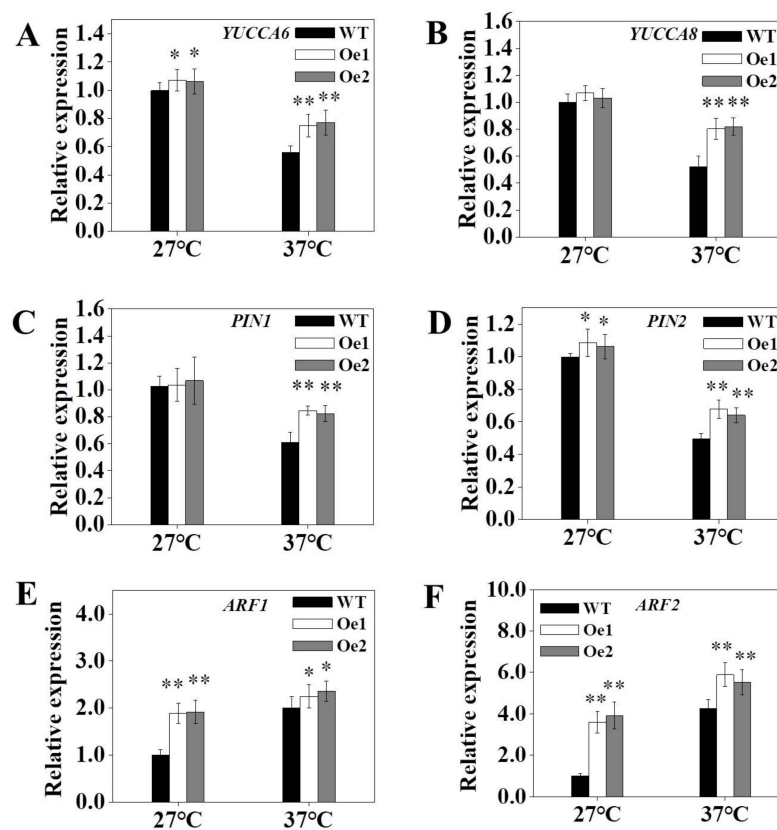 A
YUCCA6
WT
Oe1
Oe2
Relative expression
1.6
1.4
1.2
1.0
0.8
0.6
0.4
0.2
0.0
* *
** **
27°C 37°C
B
YUCCA8
WT
Oe1
Oe2
Relative expression
1.6
1.4
1.2
1.0
0.8
0.6
0.4
0.2
0.0
** **
27°C 37°C
C
PIN1
WT
Oe1
Oe2
Relative expression
1.6
1.4
1.2
1.0
0.8
0.6
0.4
0.2
0.0
** **
27°C 37°C
D
PIN2
WT
Oe1
Oe2
Relative expression
1.2
1.0
0.8
0.6
0.4
0.2
0.0
* *
** **
27°C 37°C
E
ARF1
WT
Oe1
Oe2
Relative expression
4.0
3.0
2.0
1.0
0.0
** **
* *
27°C 37°C
F
ARF2
WT
Oe1
Oe2
Relative expression
10.0
8.0
6.0
4.0
2.0
0.0
** **
** **
27°C 37°C